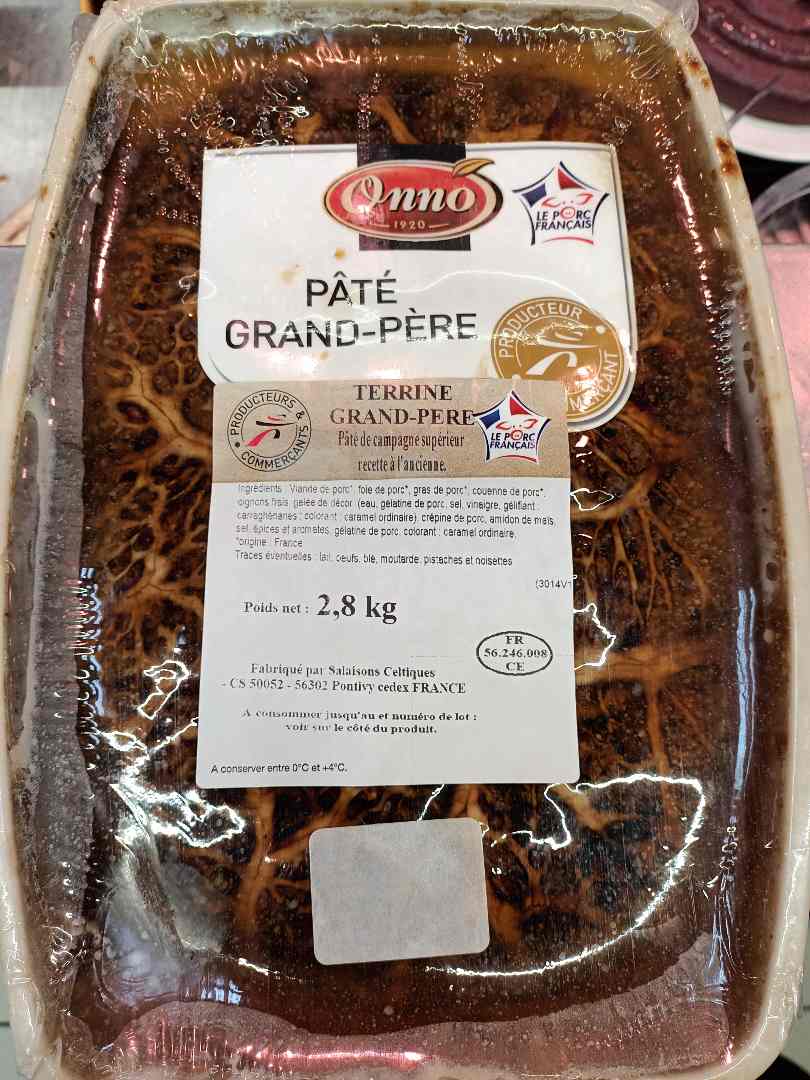 Onno
1920
LE PORC
FRANÇAIS
PÂTÉ
GRAND-PÈRE
PRODUCTEUR
PRODUCTEURS &
COMMERÇANTS
TERRINE
GRAND-PERE
Pâté de campagne supérieur
recette à l'ancienne.
LE PORC
FRANÇAIS
Ingrédients : Viande de porc*, foie de porc*, gras de porc*, couenne de porc*,
oignons frais, gelée de décor (eau, gélatine de porc, sel, vinaigre, gélifiant :
carraghénanes ; colorant : caramel ordinaire), crépine de porc, amidon de maïs,
sel, épices et aromates, gélatine de porc, colorant : caramel ordinaire,
*origine : France
Traces éventuelles : lait, oeufs, blé, moutarde, pistaches et noisettes
(3014V1
Poids net : 2,8 kg
FR
56.246.008
CE
Fabriqué par Salaisons Celtiques
- CS 50052 - 56302 Pontivy cedex FRANCE
A consommer jusqu'au et numéro de lot :
voir sur le côté du produit.
A conserver entre 0°C et +4°C.